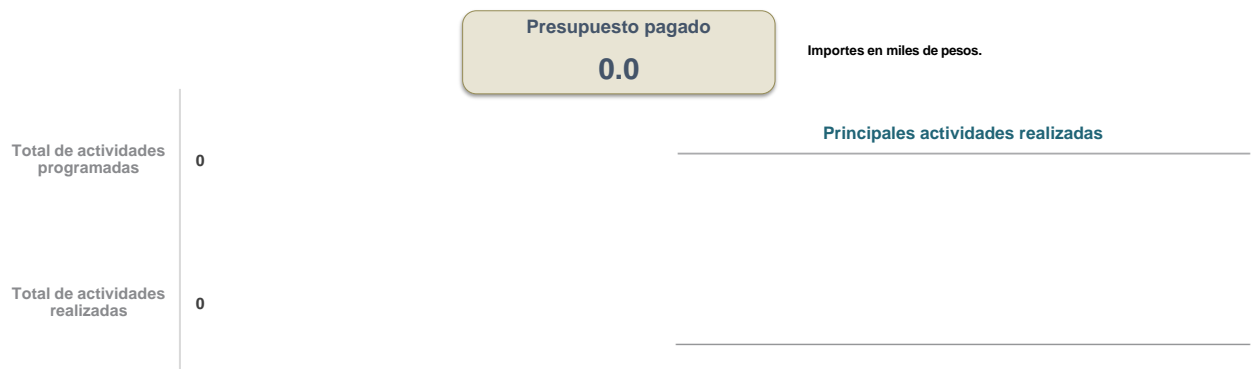 Presupuesto pagado
0.0
Importes en miles de pesos.
Principales actividades realizadas
Total de actividades
programadas
0
Total de actividades
realizadas
0